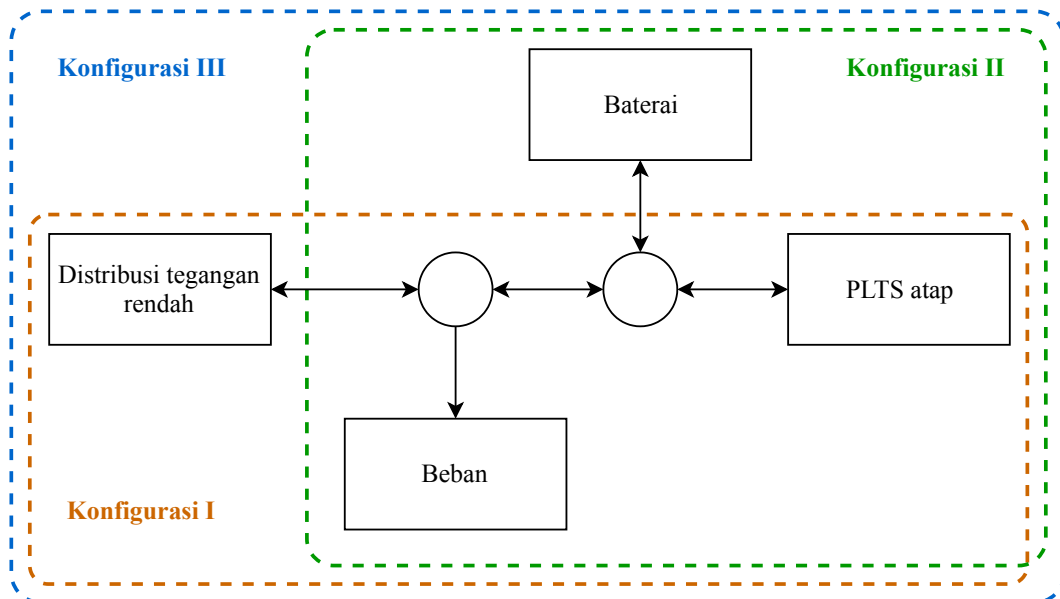 Konfigurasi III
Konfigurasi II
Baterai
Distribusi tegangan
rendah
PLTS atap
Beban
Konfigurasi I